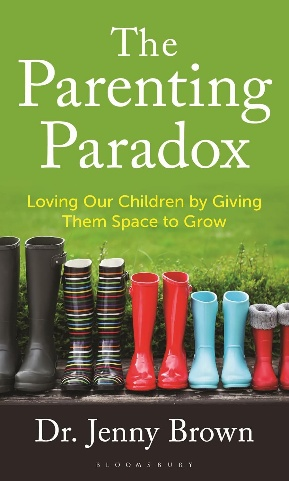 The
Parenting
Paradox
Loving Our Children by Giving
Them Space to Grow
Dr. Jenny Brown
BLOOMSBURY